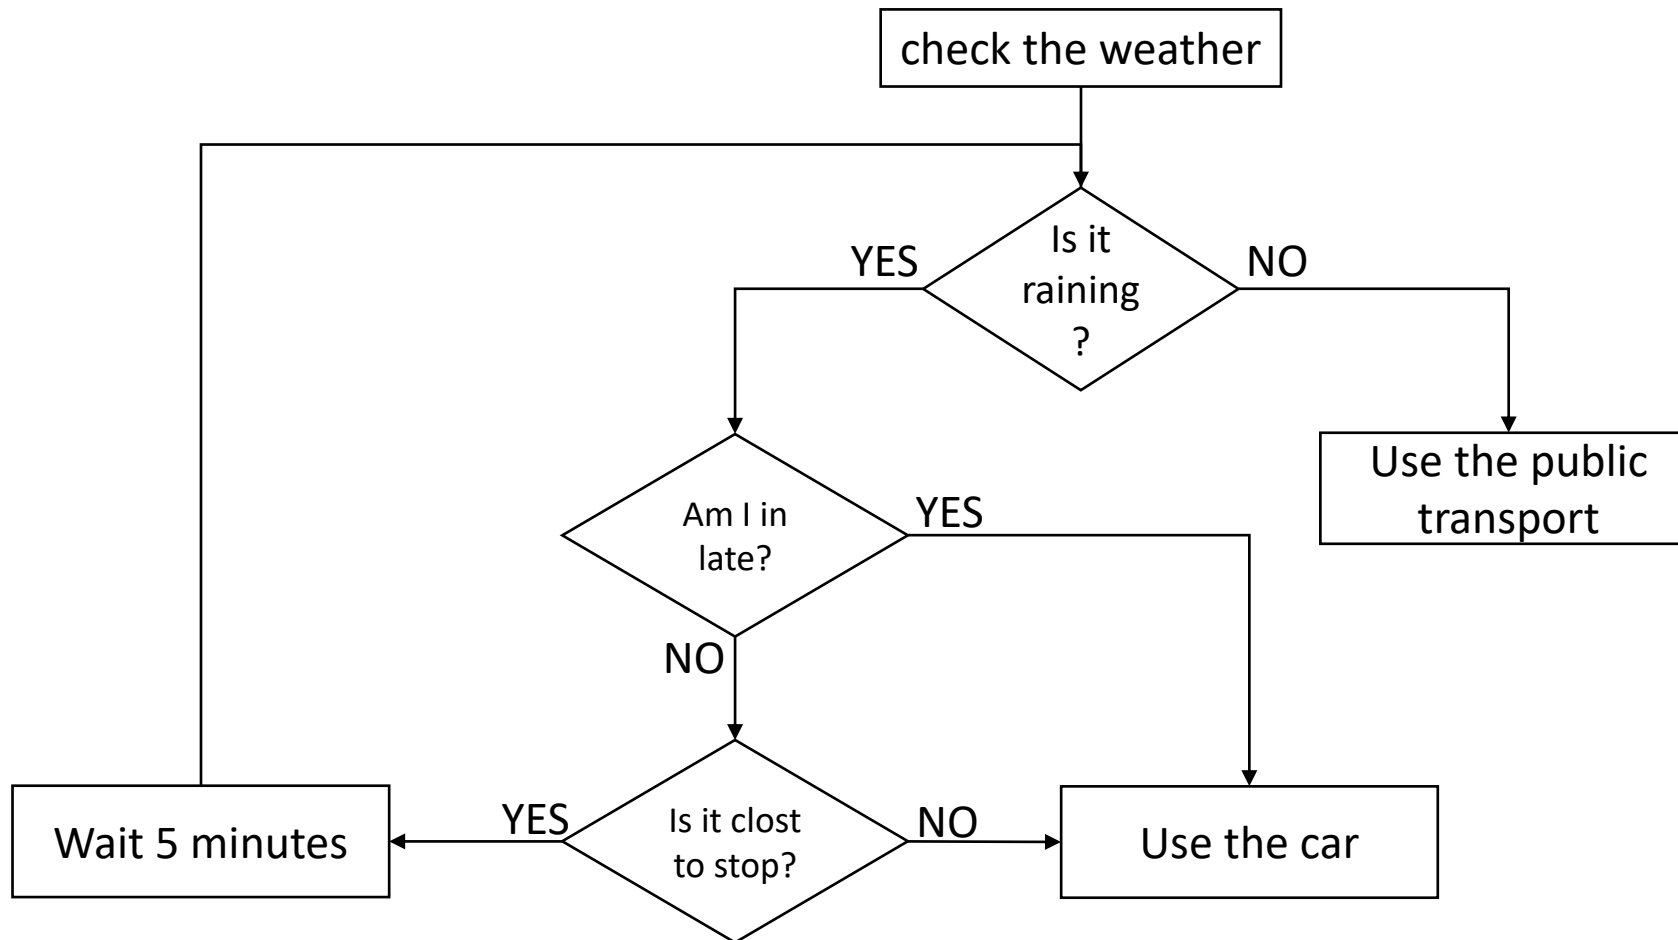 check the weather
YES
Is it
raining
?
NO
Use the public
transport
Am I in
late?
YES
NO
Wait 5 minutes
YES
Is it clost
to stop?
NO
Use the car